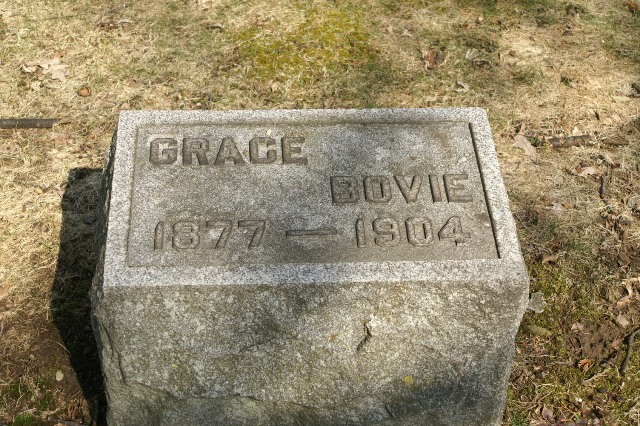 GRACE
BOVIE
1877 — 1904